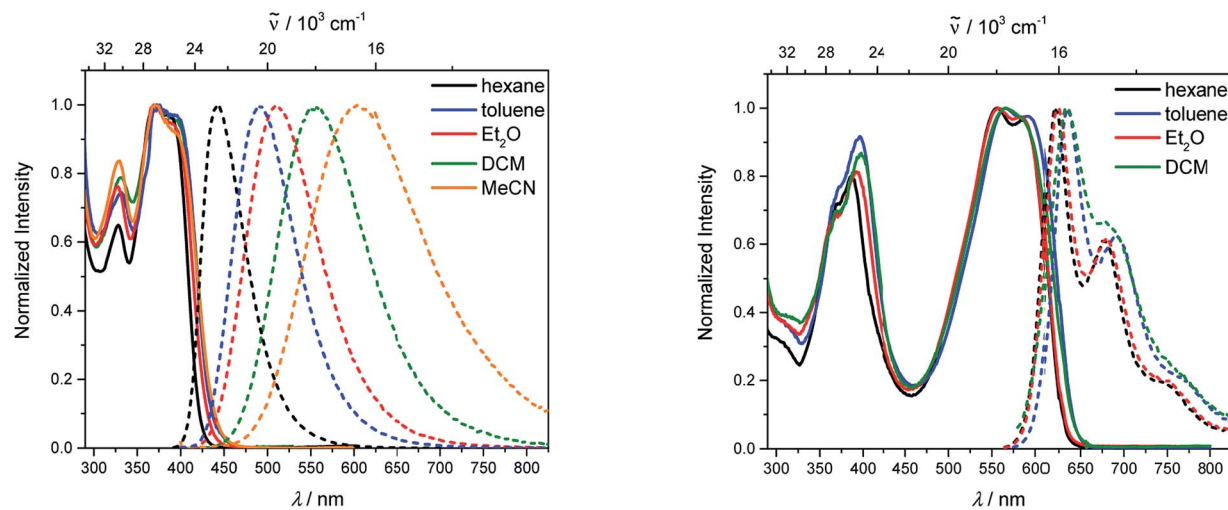 ν̃ / 10³ cm⁻¹
32 28 24 20 16
hexane
toluene
Et₂O
DCM
MeCN
Normalized Intensity
1.0
0.8
0.6
0.4
0.2
0.0
300 350 400 450 500 550 600 650 700 750 800
λ / nm
ν̃ / 10³ cm⁻¹
32 28 24 20 16
hexane
toluene
Et₂O
DCM
Normalized Intensity
1.0
0.8
0.6
0.4
0.2
0.0
300 350 400 450 500 550 600 650 700 750 800
λ / nm